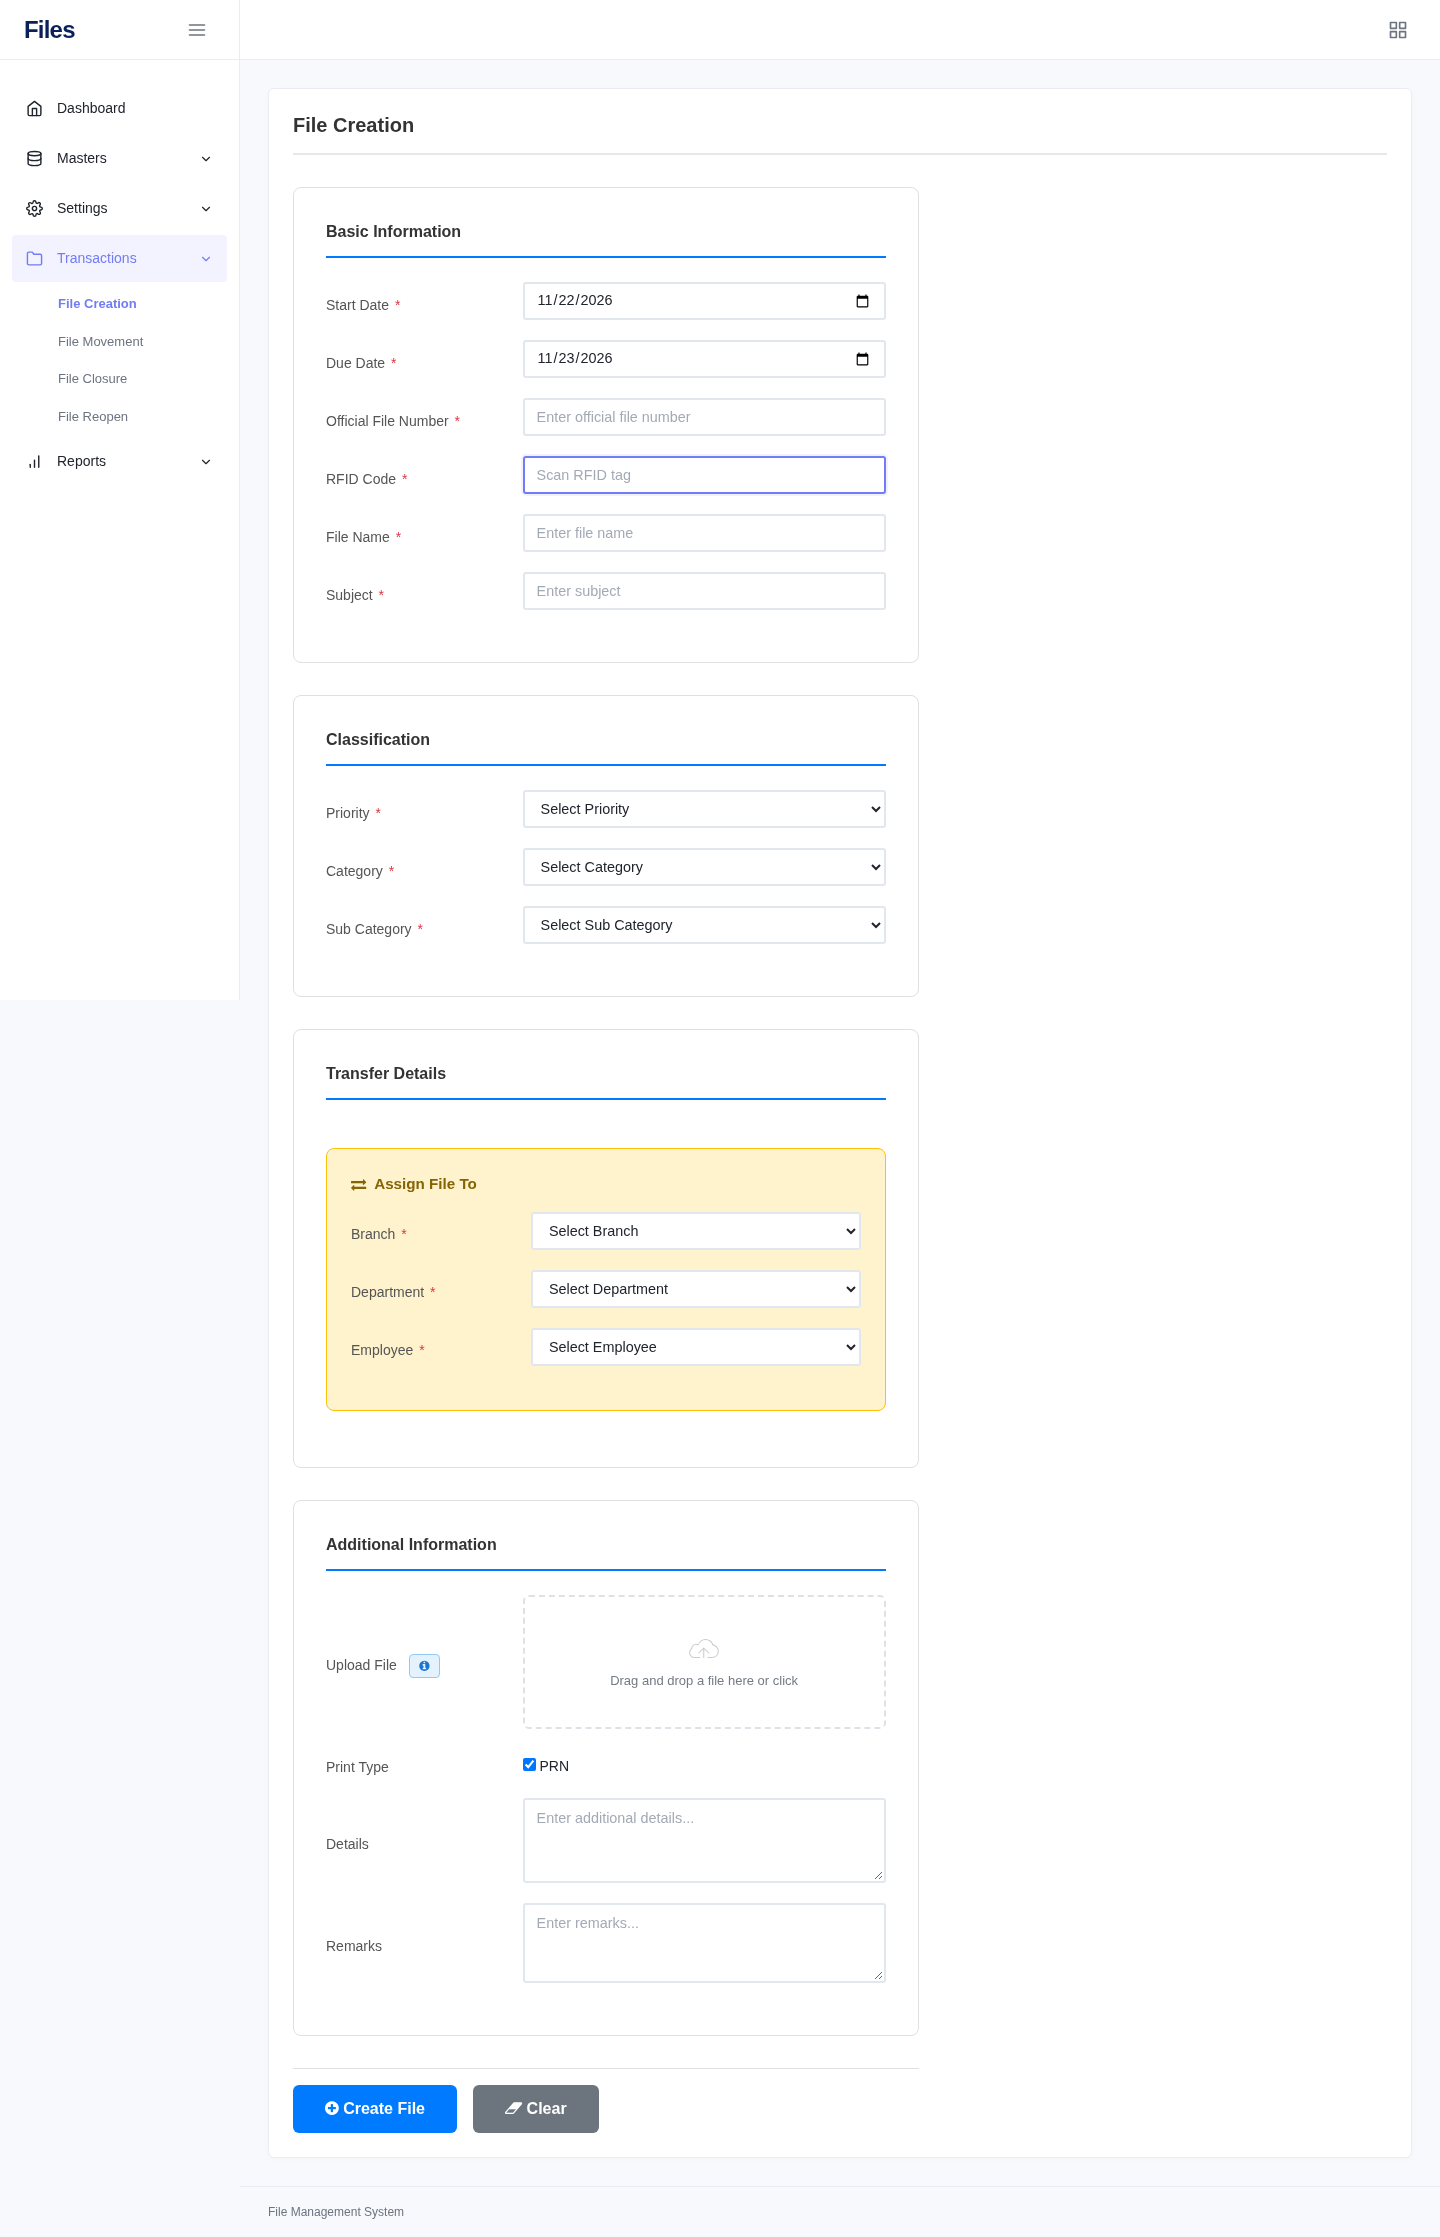 Files
Dashboard
Masters
Settings
Transactions
File Creation
File Movement
File Closure
File Reopen
Reports
File Creation
Basic Information
Start Date *
11/22/2026
Due Date *
11/23/2026
Official File Number *
Enter official file number
RFID Code *
Scan RFID tag
File Name *
Enter file name
Subject *
Enter subject
Classification
Priority *
Select Priority
Category *
Select Category
Sub Category *
Select Sub Category
Transfer Details
Assign File To
Branch *
Select Branch
Department *
Select Department
Employee *
Select Employee
Additional Information
Upload File
Drag and drop a file here or click
Print Type
PRN
Details
Enter additional details...
Remarks
Enter remarks...
Create File
Clear
File Management System